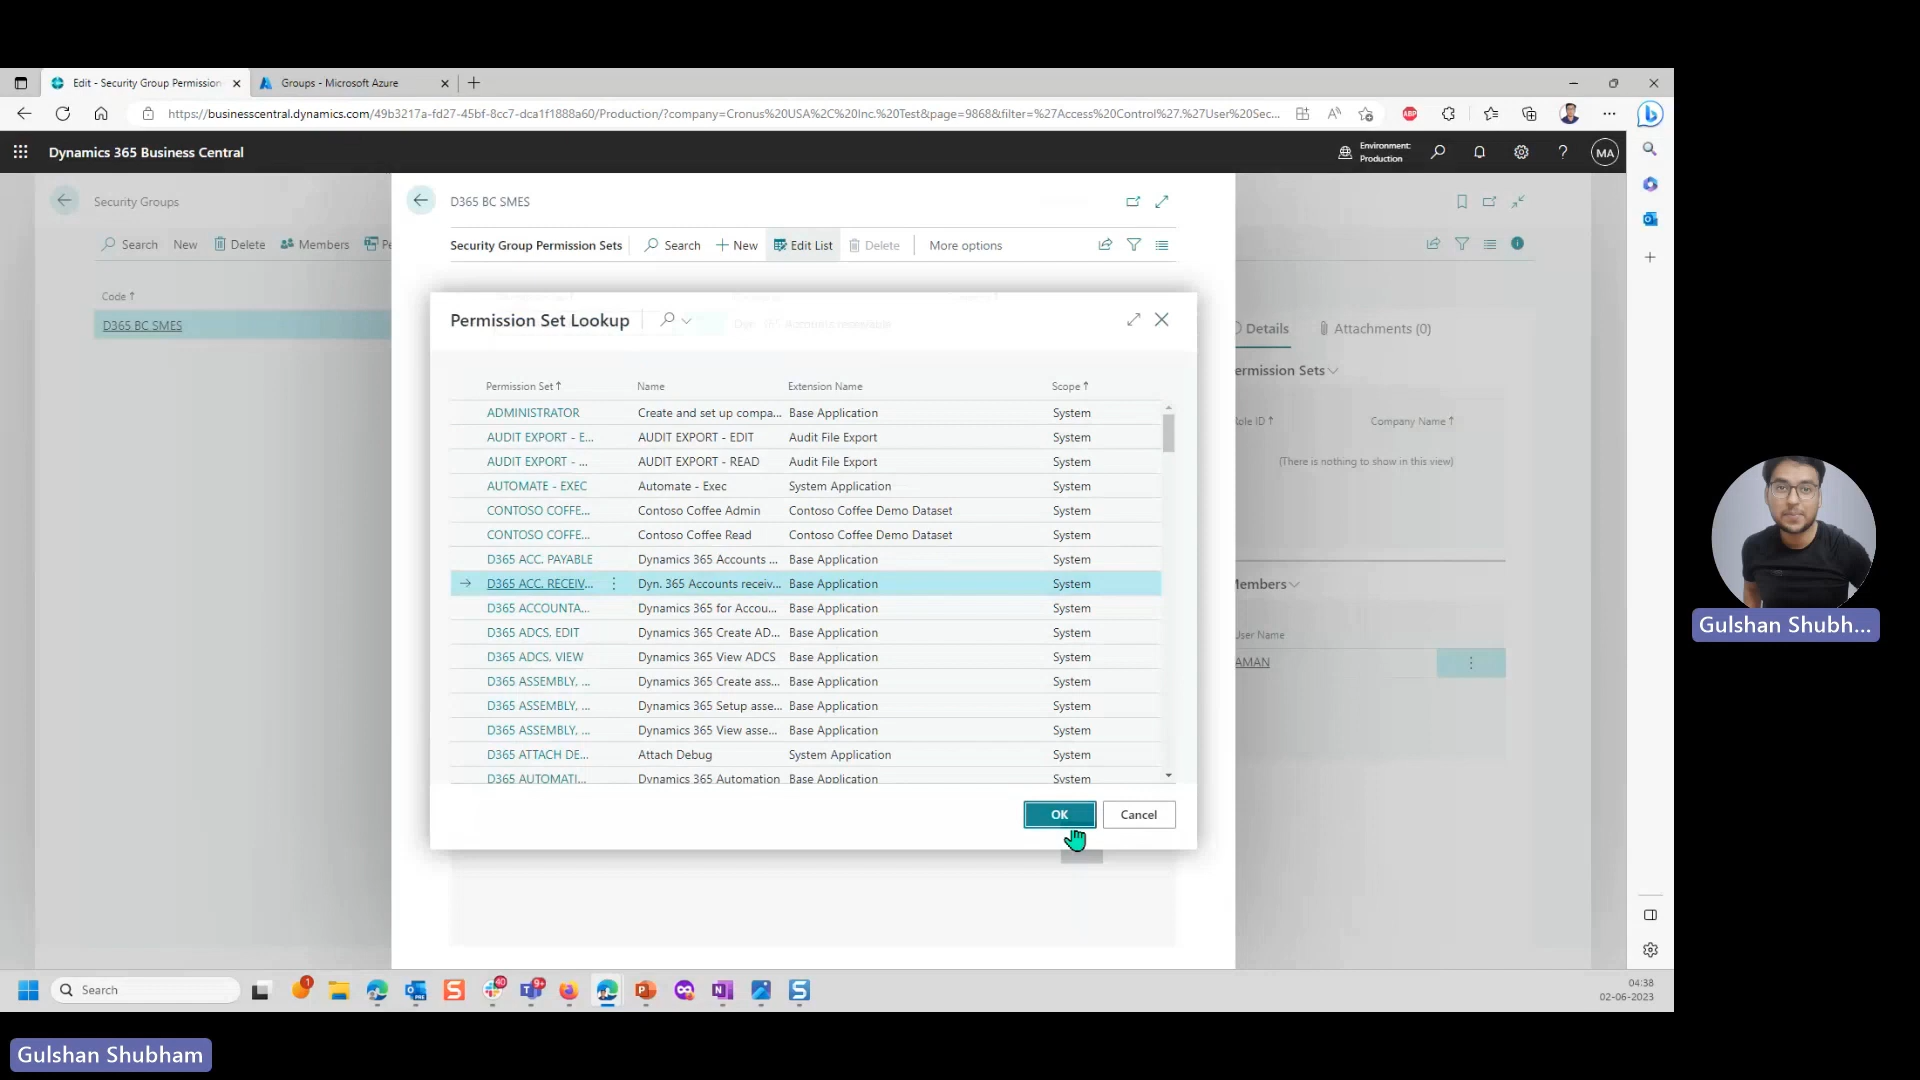 Edit - Security Group Permission
Groups - Microsoft Azure
https://businesscentral.dynamics.com/49b3217a-fd27-45bf-8cc7-dca1f1888a60/Production/?company=Cronus%20USA%2C%20Inc.%20Test&page=9868&filter=%27Access%20Control%27.%27User%20Sec...
Dynamics 365 Business Central
Environment:
Production
MA
Security Groups
Search New Delete Members Pe
Code ↑
D365 BC SMES
D365 BC SMES
Security Group Permission Sets Search New Edit List Delete More options
Permission Set Lookup
Dyn. 365 Accounts receivable
Permission Set ↑ Name Extension Name Scope ↑
ADMINISTRATOR Create and set up compa... Base Application System
AUDIT EXPORT - E... AUDIT EXPORT - EDIT Audit File Export System
AUDIT EXPORT - ... AUDIT EXPORT - READ Audit File Export System
AUTOMATE - EXEC Automate - Exec System Application System
CONTOSO COFFE... Contoso Coffee Admin Contoso Coffee Demo Dataset System
CONTOSO COFFE... Contoso Coffee Read Contoso Coffee Demo Dataset System
D365 ACC. PAYABLE Dynamics 365 Accounts ... Base Application System
D365 ACC. RECEIV... Dyn. 365 Accounts receiv... Base Application System
D365 ACCOUNTA... Dynamics 365 for Accou... Base Application System
D365 ADCS, EDIT Dynamics 365 Create AD... Base Application System
D365 ADCS, VIEW Dynamics 365 View ADCS Base Application System
D365 ASSEMBLY, ... Dynamics 365 Create ass... Base Application System
D365 ASSEMBLY, ... Dynamics 365 Setup asse... Base Application System
D365 ASSEMBLY, ... Dynamics 365 View asse... Base Application System
D365 ATTACH DE... Attach Debug System Application System
D365 AUTOMATI... Dynamics 365 Automation Base Application System
OK Cancel
Details Attachments (0)
ermission Sets
Role ID ↑ Company Name ↑
(There is nothing to show in this view)
Members
User Name
AMAN
Search
04:38
02-06-2023
Gulshan Shubh...
Gulshan Shubham